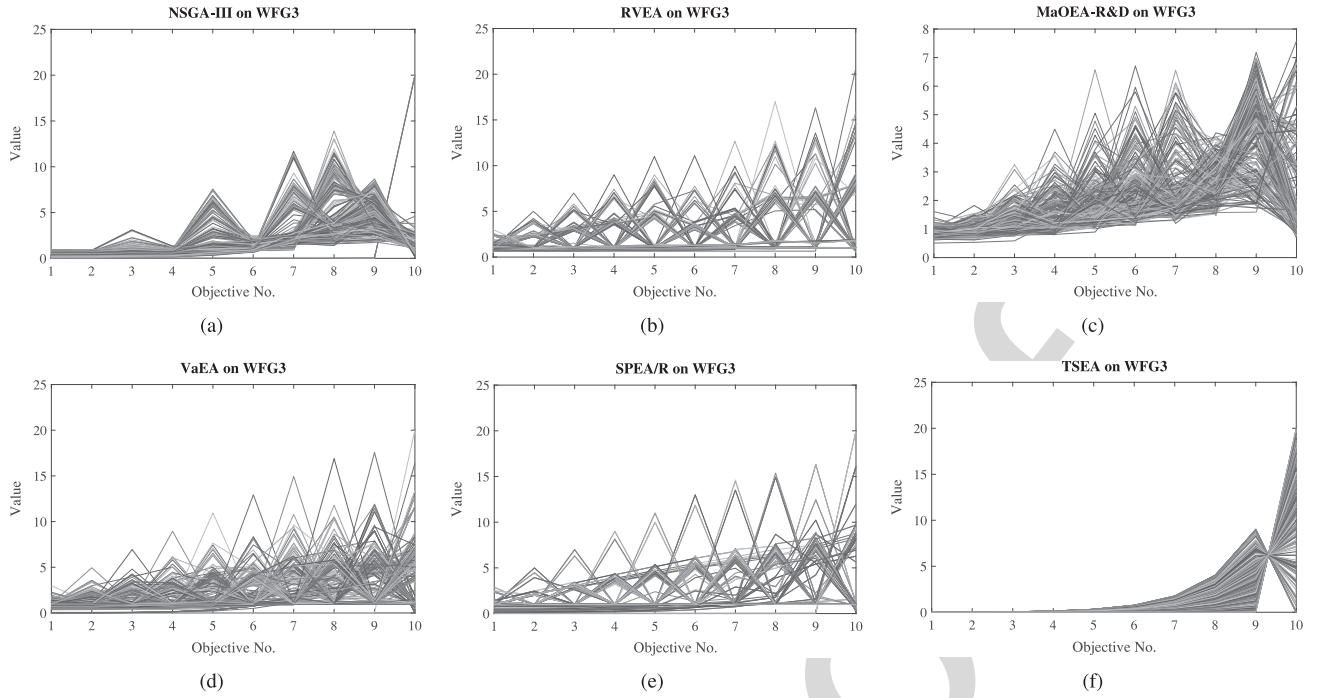 NSGA-III on WFG3
25
20
15
10
5
0
Value
1 2 3 4 5 6 7 8 9 10
Objective No.
(a)
RVEA on WFG3
25
20
15
10
5
0
Value
1 2 3 4 5 6 7 8 9 10
Objective No.
(b)
MaOEA-R&D on WFG3
8
7
6
5
4
3
2
1
0
Value
1 2 3 4 5 6 7 8 9 10
Objective No.
(c)
VaEA on WFG3
25
20
15
10
5
0
Value
1 2 3 4 5 6 7 8 9 10
Objective No.
(d)
SPEA/R on WFG3
25
20
15
10
5
0
Value
1 2 3 4 5 6 7 8 9 10
Objective No.
(e)
TSEA on WFG3
25
20
15
10
5
0
Value
1 2 3 4 5 6 7 8 9 10
Objective No.
(f)